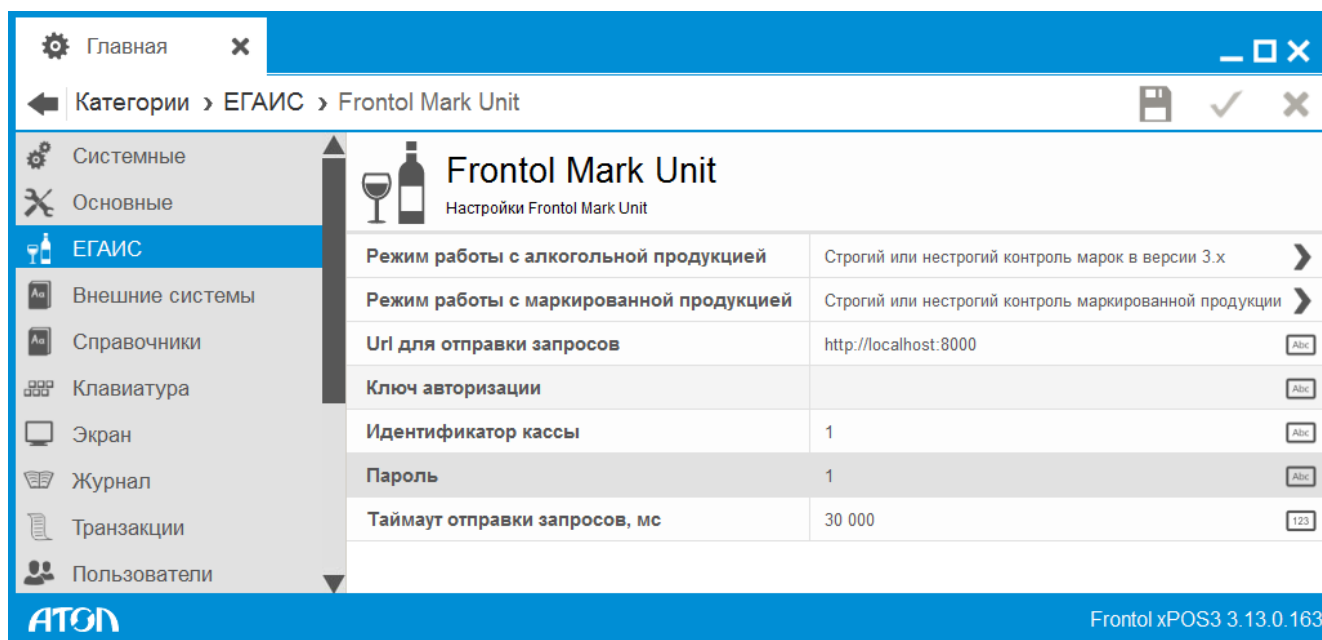 Главная
Категории › ЕГАИС › Frontol Mark Unit
Системные
Основные
ЕГАИС
Внешние системы
Справочники
Клавиатура
Экран
Журнал
Транзакции
Пользователи
Frontol Mark Unit
Настройки Frontol Mark Unit
Режим работы с алкогольной продукцией Строгий или нестрогий контроль марок в версии 3.x
Режим работы с маркированной продукцией Строгий или нестрогий контроль маркированной продукции
Url для отправки запросов http://localhost:8000 Abc
Ключ авторизации Abc
Идентификатор кассы 1 Abc
Пароль 1 Abc
Таймаут отправки запросов, мс 30 000 123
АТОЛ Frontol xPOS3 3.13.0.163